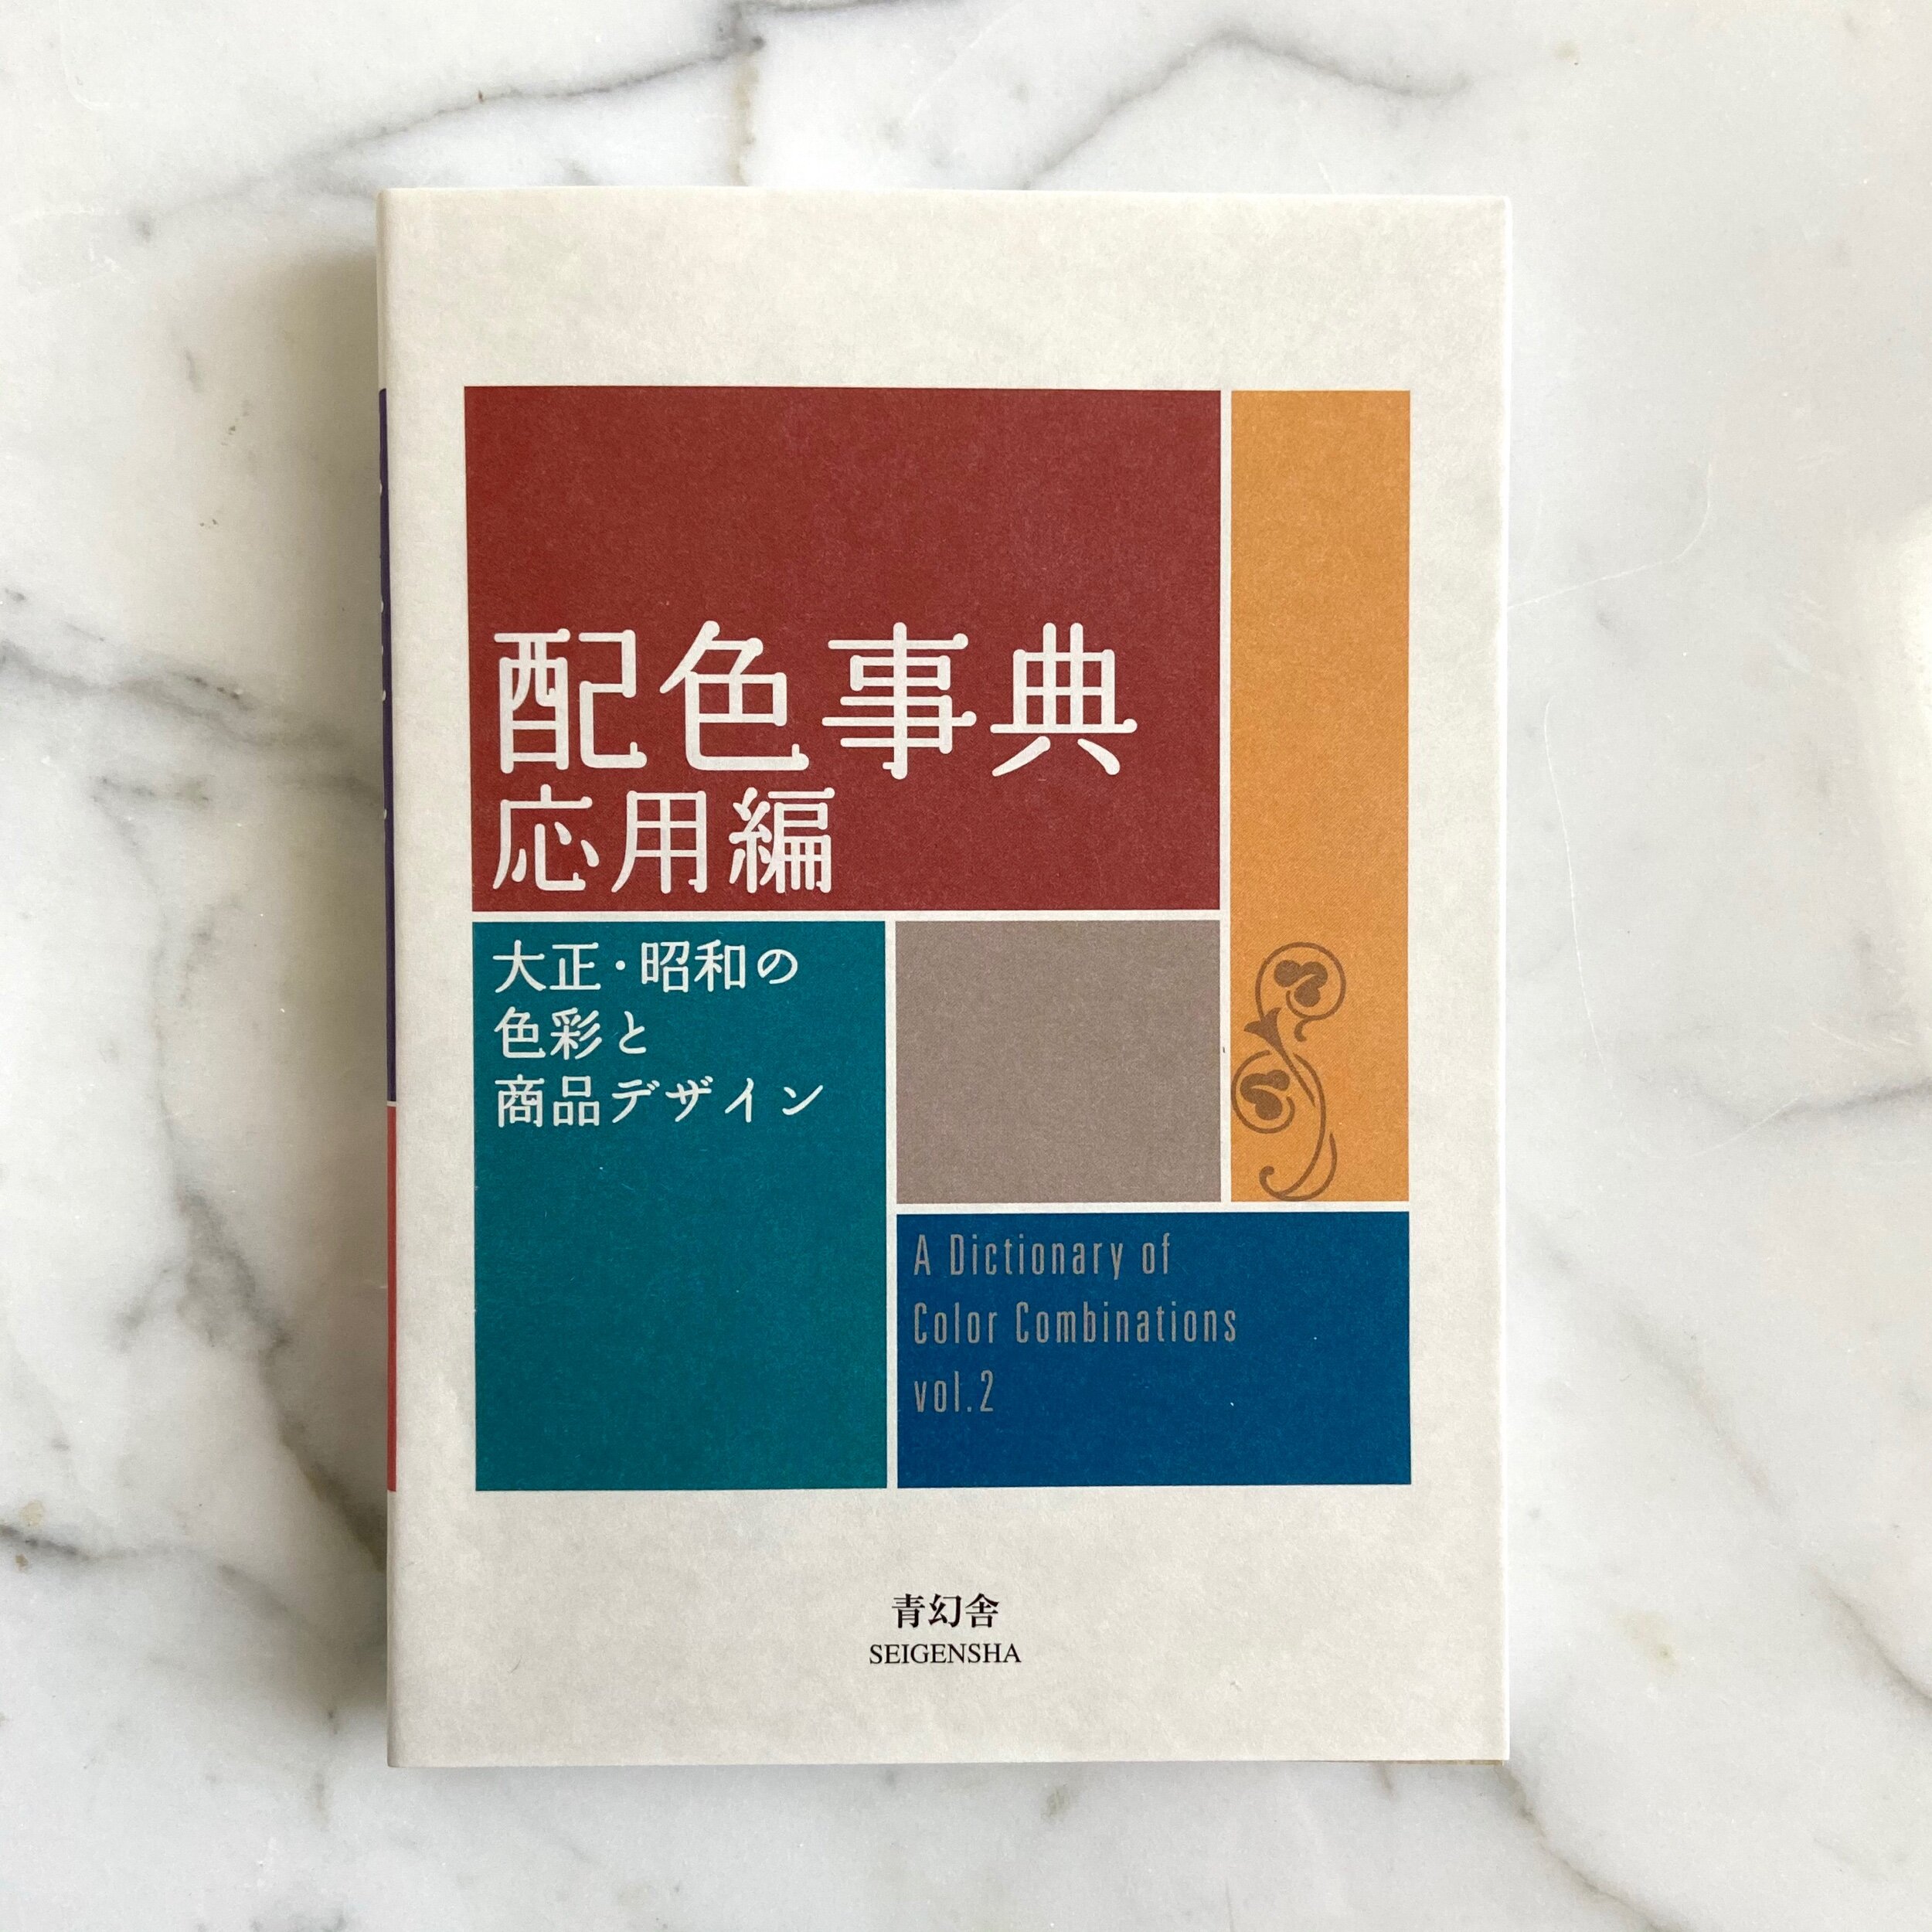 配色事典
応用編
大正・昭和の
色彩と
商品デザイン
A Dictionary of
Color Combinations
vol.2
青幻舎
SEIGENSHA